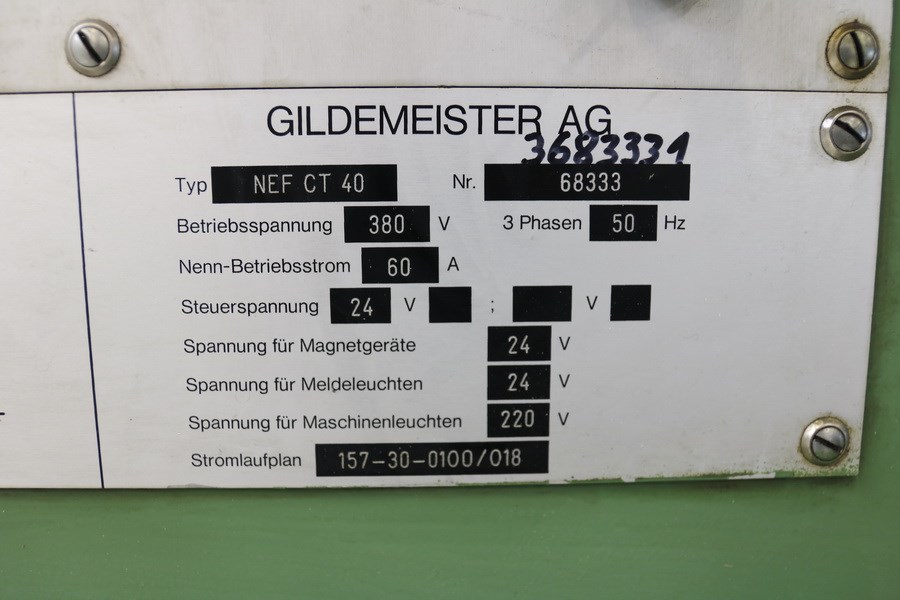 GILDEMEISTER AG
3683331
Typ NEF CT 40 Nr. 68333
Betriebsspannung 380 V 3 Phasen 50 Hz
Nenn-Betriebsstrom 60 A
Steuerspannung 24 V ; V
Spannung für Magnetgeräte 24 V
Spannung für Meldeleuchten 24 V
Spannung für Maschinenleuchten 220 V
Stromlaufplan 157-30-0100/018